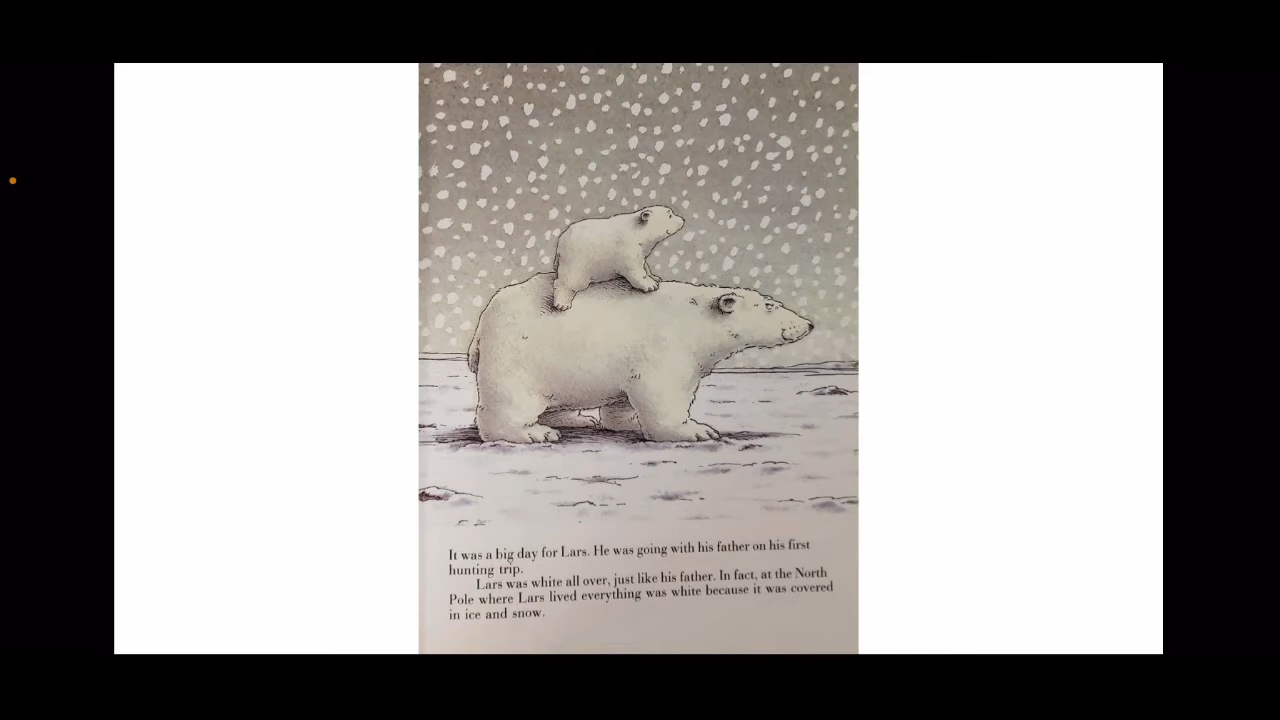 It was a big day for Lars. He was going with his father on his first
hunting trip.
Lars was white all over, just like his father. In fact, at the North
Pole where Lars lived everything was white because it was covered
in ice and snow.